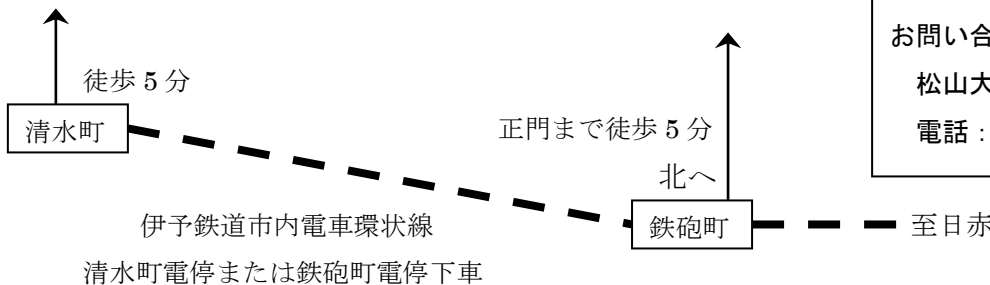 お問い合
松山大
電話：
徒歩 5 分
清水町
正門まで徒歩 5 分
北へ
鉄砲町
至日赤
伊予鉄道市内電車環状線
清水町電停または鉄砲町電停下車